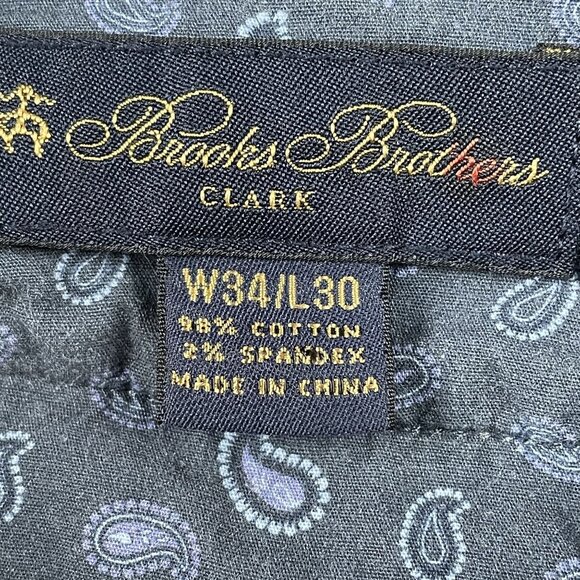 Brooks Brothers
CLARK
W34/L30
98% COTTON
2% SPANDEX
MADE IN CHINA